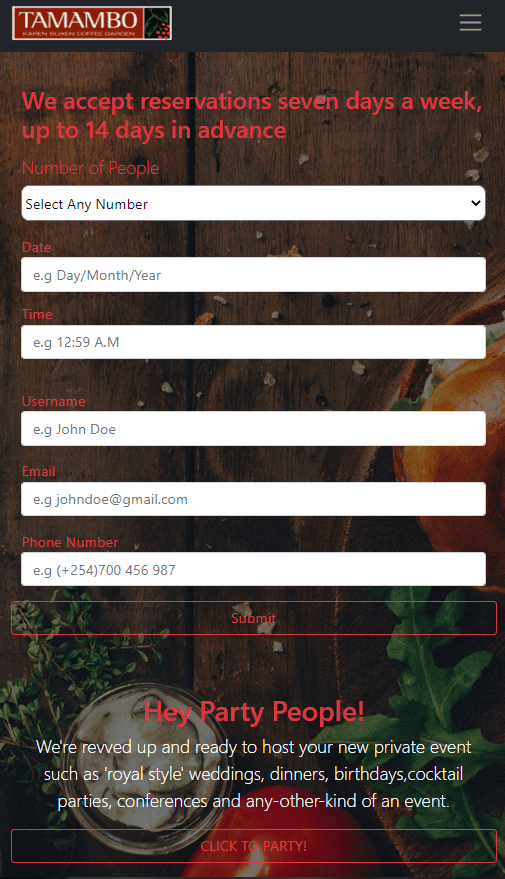 TAMAMBO
KAREN BLIXEN COFFEE GARDEN
We accept reservations seven days a week,
up to 14 days in advance
Number of People
Select Any Number
Date
e.g Day/Month/Year
Time
e.g 12:59 A.M
Username
e.g John Doe
Email
e.g johndoe@gmail.com
Phone Number
e.g (+254)700 456 987
Submit
Hey Party People!
We're revved up and ready to host your new private event
such as 'royal style' weddings, dinners, birthdays,cocktail
parties, conferences and any-other-kind of an event.
CLICK TO PARTY!